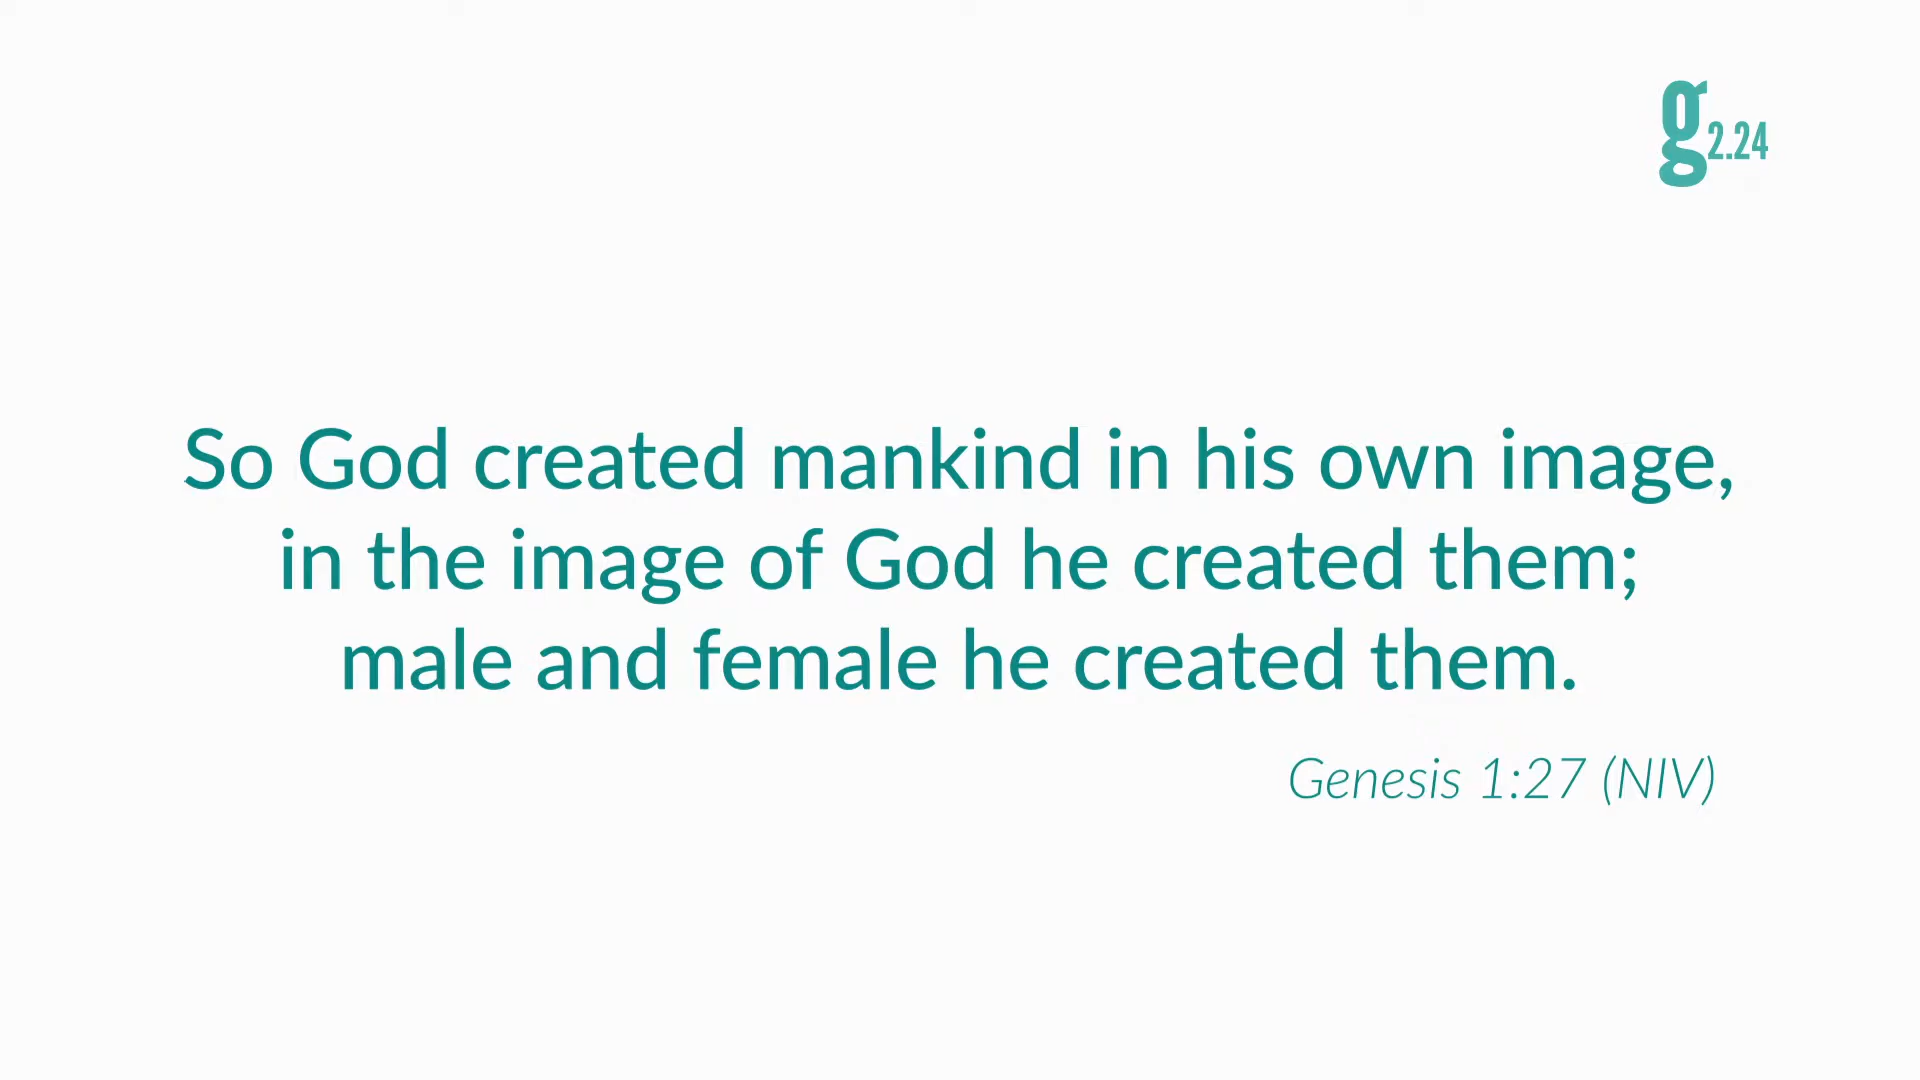 g2.24
So God created mankind in his own image,
in the image of God he created them;
male and female he created them.
Genesis 1:27 (NIV)